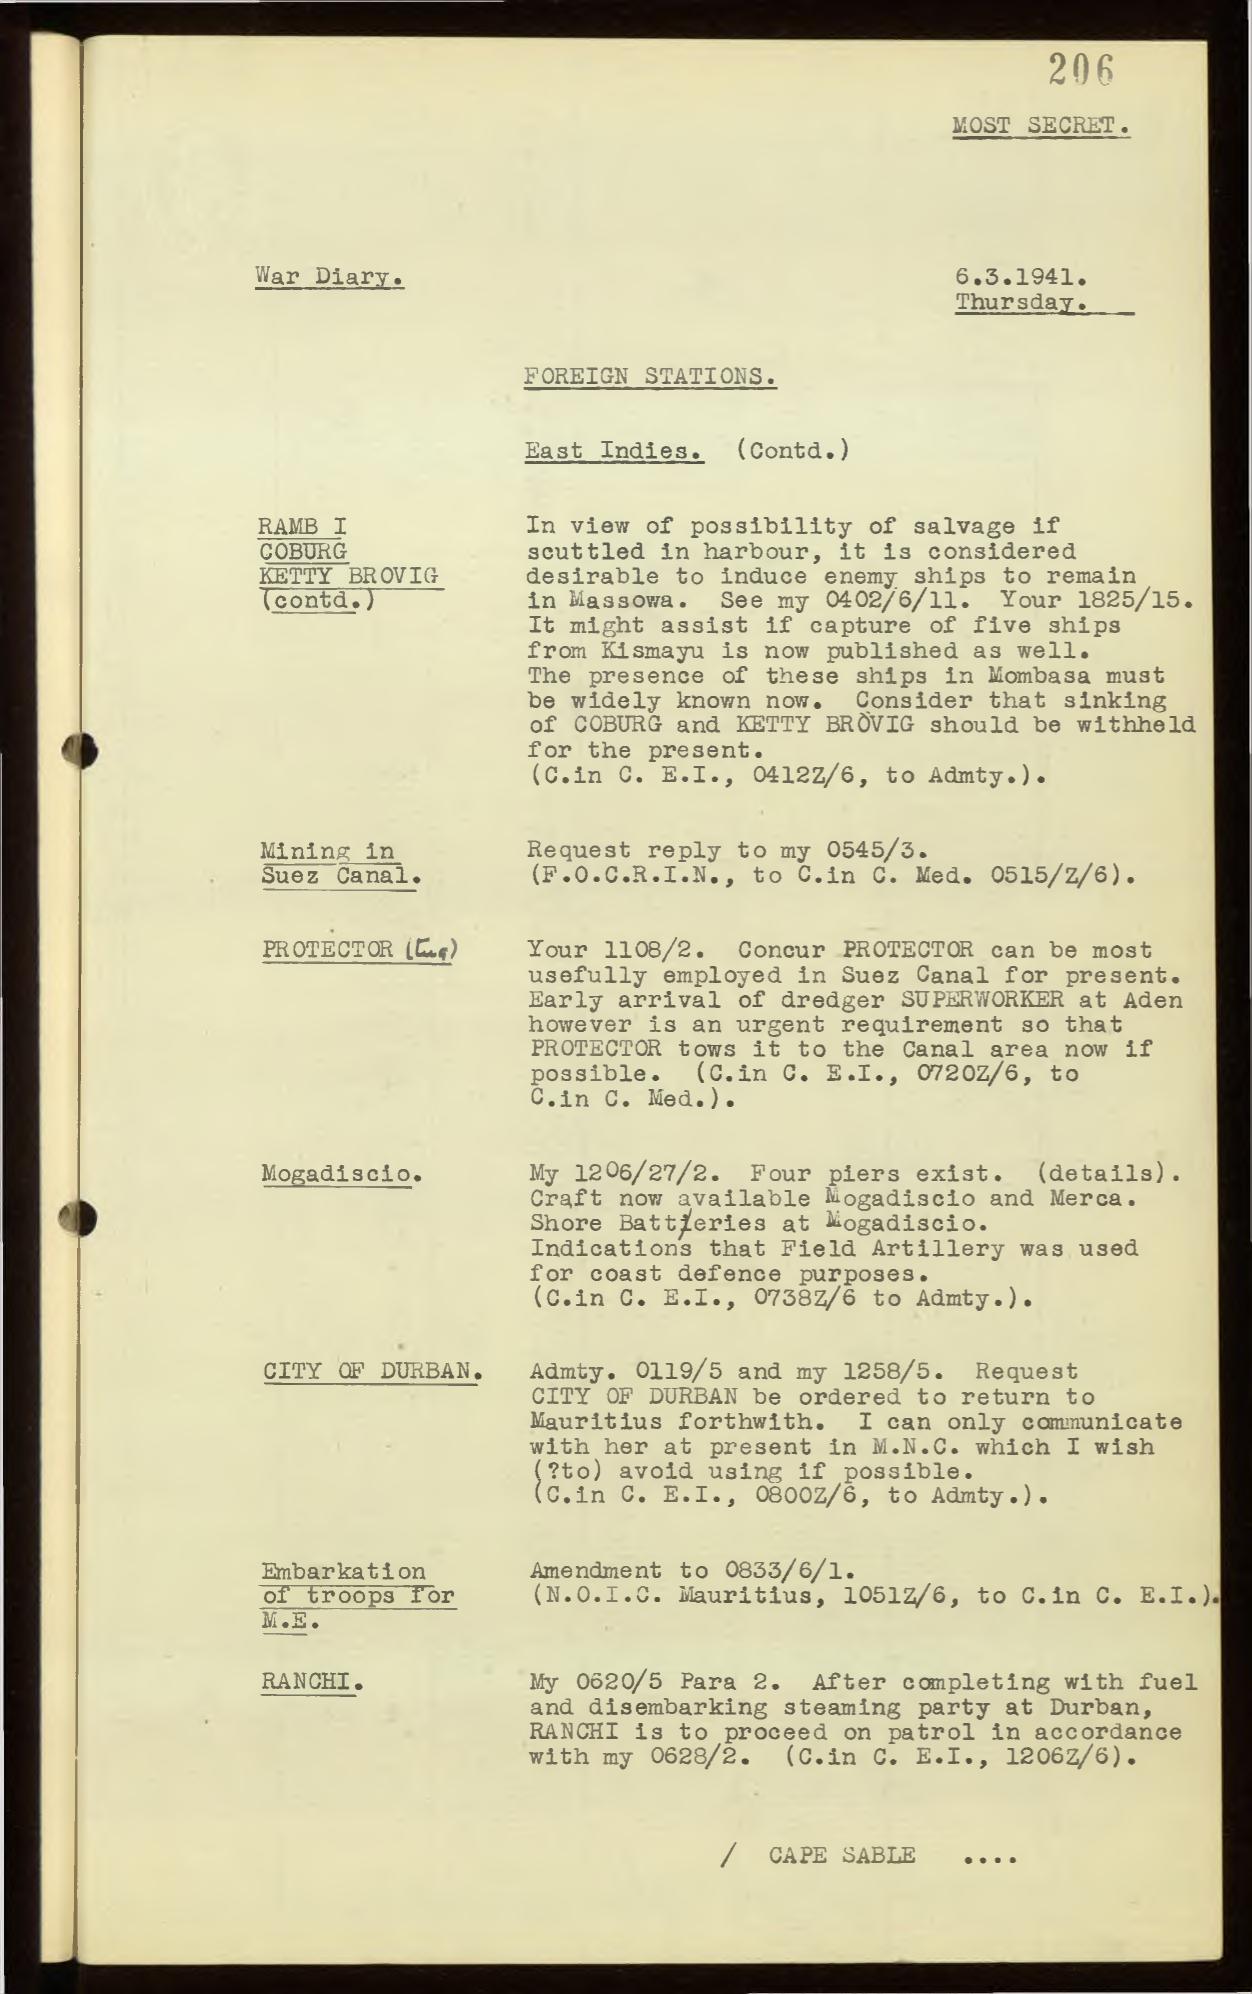 206
MOST SECRET.
War Diary.
6.3.1941.
Thursday.
FOREIGN STATIONS.
East Indies. (Contd.)
RAMB I
COBURG
KETTY BROVIG
(contd.)
In view of possibility of salvage if
scuttled in harbour, it is considered
desirable to induce enemy ships to remain
in Massowa. See my 0402/6/11. Your 1825/15.
It might assist if capture of five ships
from Kismayu is now published as well.
The presence of these ships in Mombasa must
be widely known now. Consider that sinking
of COBURG and KETTY BROVIG should be withheld
for the present.
(C.in C. E.I., 0412Z/6, to Admty.).
Mining in
Suez Canal.
Request reply to my 0545/3.
(F.O.C.R.I.N., to C.in C. Med. 0515/Z/6).
PROTECTOR (Tug)
Your 1108/2. Concur PROTECTOR can be most
usefully employed in Suez Canal for present.
Early arrival of dredger SUPERWORKER at Aden
however is an urgent requirement so that
PROTECTOR tows it to the Canal area now if
possible. (C.in C. E.I., 0720Z/6, to
C.in C. Med.).
Mogadiscio.
My 1206/27/2. Four piers exist. (details).
Craft now available Mogadiscio and Merca.
Shore Batteries at Mogadiscio.
Indications that Field Artillery was used
for coast defence purposes.
(C.in C. E.I., 0738Z/6 to Admty.).
CITY OF DURBAN.
Admty. 0119/5 and my 1258/5. Request
CITY OF DURBAN be ordered to return to
Mauritius forthwith. I can only communicate
with her at present in M.N.C. which I wish
(?to) avoid using if possible.
(C.in C. E.I., 0800Z/6, to Admty.).
Embarkation
of troops for
M.E.
Amendment to 0833/6/1.
(N.O.I.C. Mauritius, 1051Z/6, to C.in C. E.I.).
RANCHI.
My 0620/5 Para 2. After completing with fuel
and disembarking steaming party at Durban,
RANCHI is to proceed on patrol in accordance
with my 0628/2. (C.in C. E.I., 1206Z/6).
/ CAPE SABLE ....